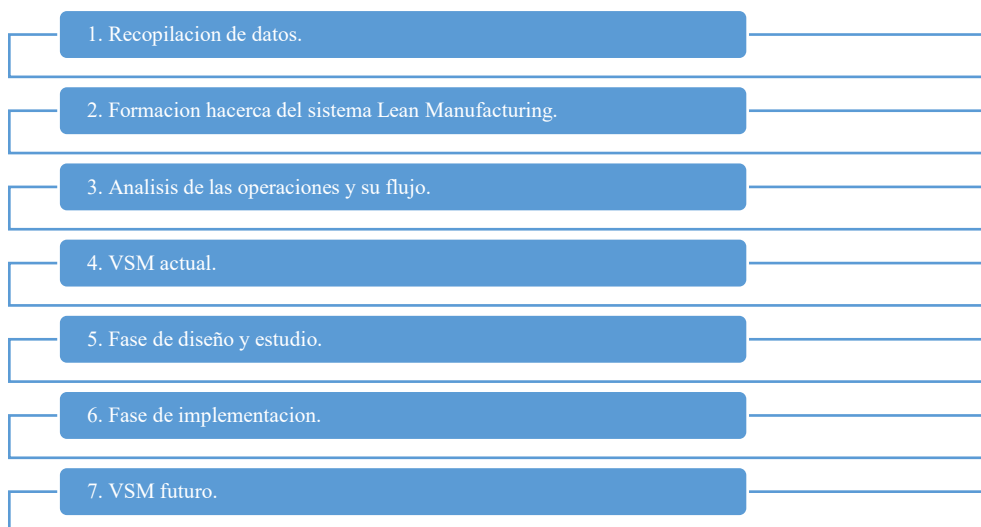 1. Recopilacion de datos.
2. Formacion hacerca del sistema Lean Manufacturing.
3. Analisis de las operaciones y su flujo.
4. VSM actual.
5. Fase de diseño y estudio.
6. Fase de implementacion.
7. VSM futuro.